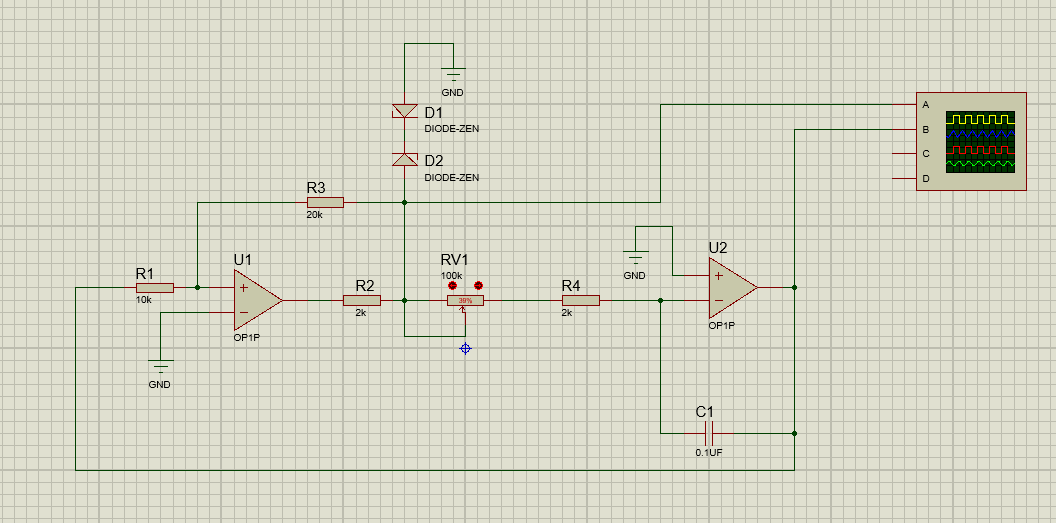 GND
D1
DIODE-ZEN
D2
DIODE-ZEN
A
B
C
D
R3
20k
R1
10k
U1
+
−
OP1P
GND
R2
2k
RV1
100k
39%
R4
2k
GND
U2
+
−
OP1P
C1
0.1UF